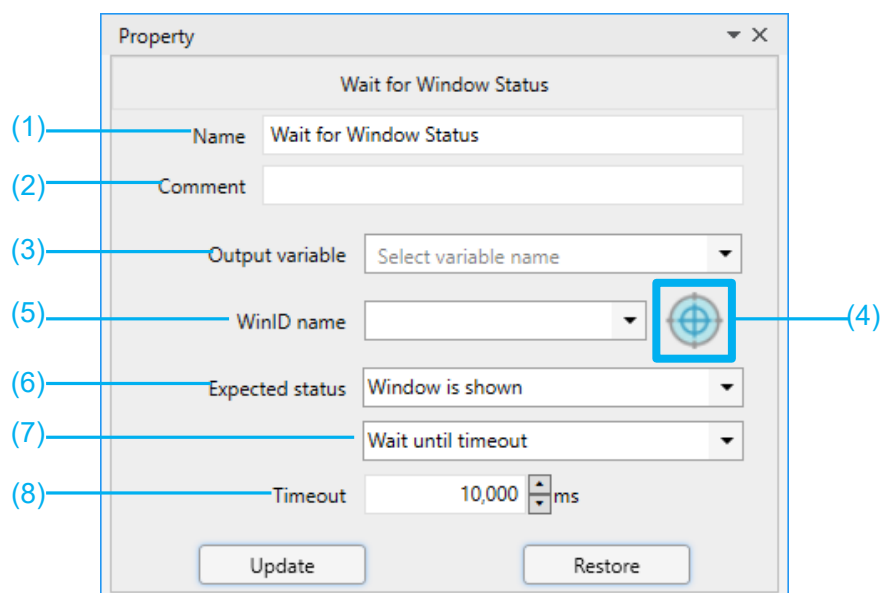 Property
Wait for Window Status
(1) Name Wait for Window Status
(2) Comment
(3) Output variable Select variable name
(5) WinID name (4)
(6) Expected status Window is shown
(7) Wait until timeout
(8) Timeout 10,000 ms
Update Restore